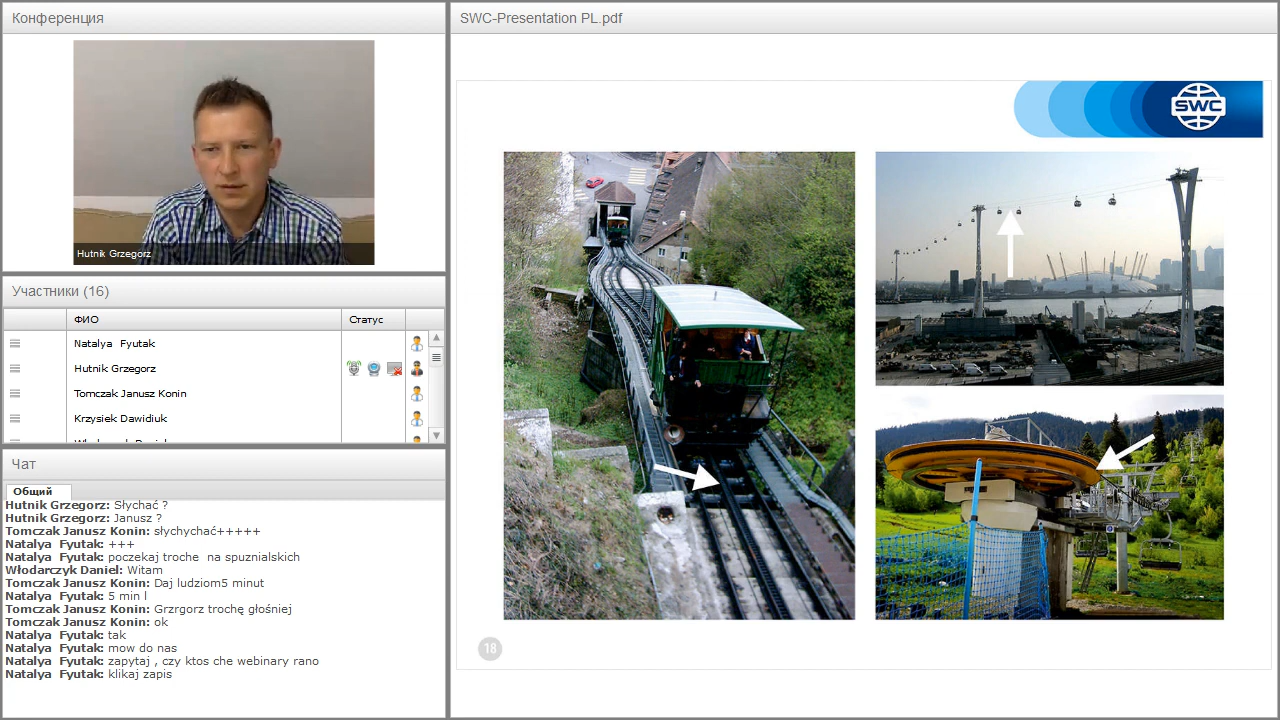 Конференция
Hutnik Grzegorz
Участники (16)
ФИО
Статус
Natalya Fyutak
Hutnik Grzegorz
Tomczak Janusz Konin
Krzysiek Dawidiuk
Чат
Общий
Hutnik Grzegorz: Słychać ?
Hutnik Grzegorz: Janusz ?
Tomczak Janusz Konin: słychychać+++++
Natalya Fyutak: +++
Natalya Fyutak: poczekaj troche na spuznialskich
Włodarczyk Daniel: Witam
Tomczak Janusz Konin: Daj ludziom5 minut
Natalya Fyutak: 5 min l
Tomczak Janusz Konin: Grzrgorz trochę głośniej
Tomczak Janusz Konin: ok
Natalya Fyutak: tak
Natalya Fyutak: mow do nas
Natalya Fyutak: zapytaj , czy ktos che webinary rano
Natalya Fyutak: klikaj zapis
SWC-Presentation PL.pdf
SWC
18